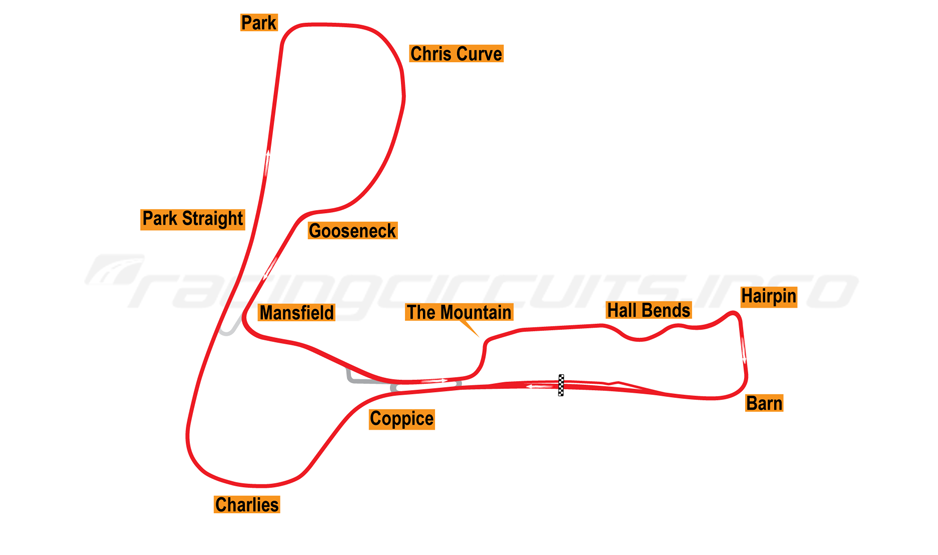 Park
Chris Curve
Park Straight
Gooseneck
racingcircuits.info
Mansfield
The Mountain
Hall Bends
Hairpin
Coppice
Barn
Charlies